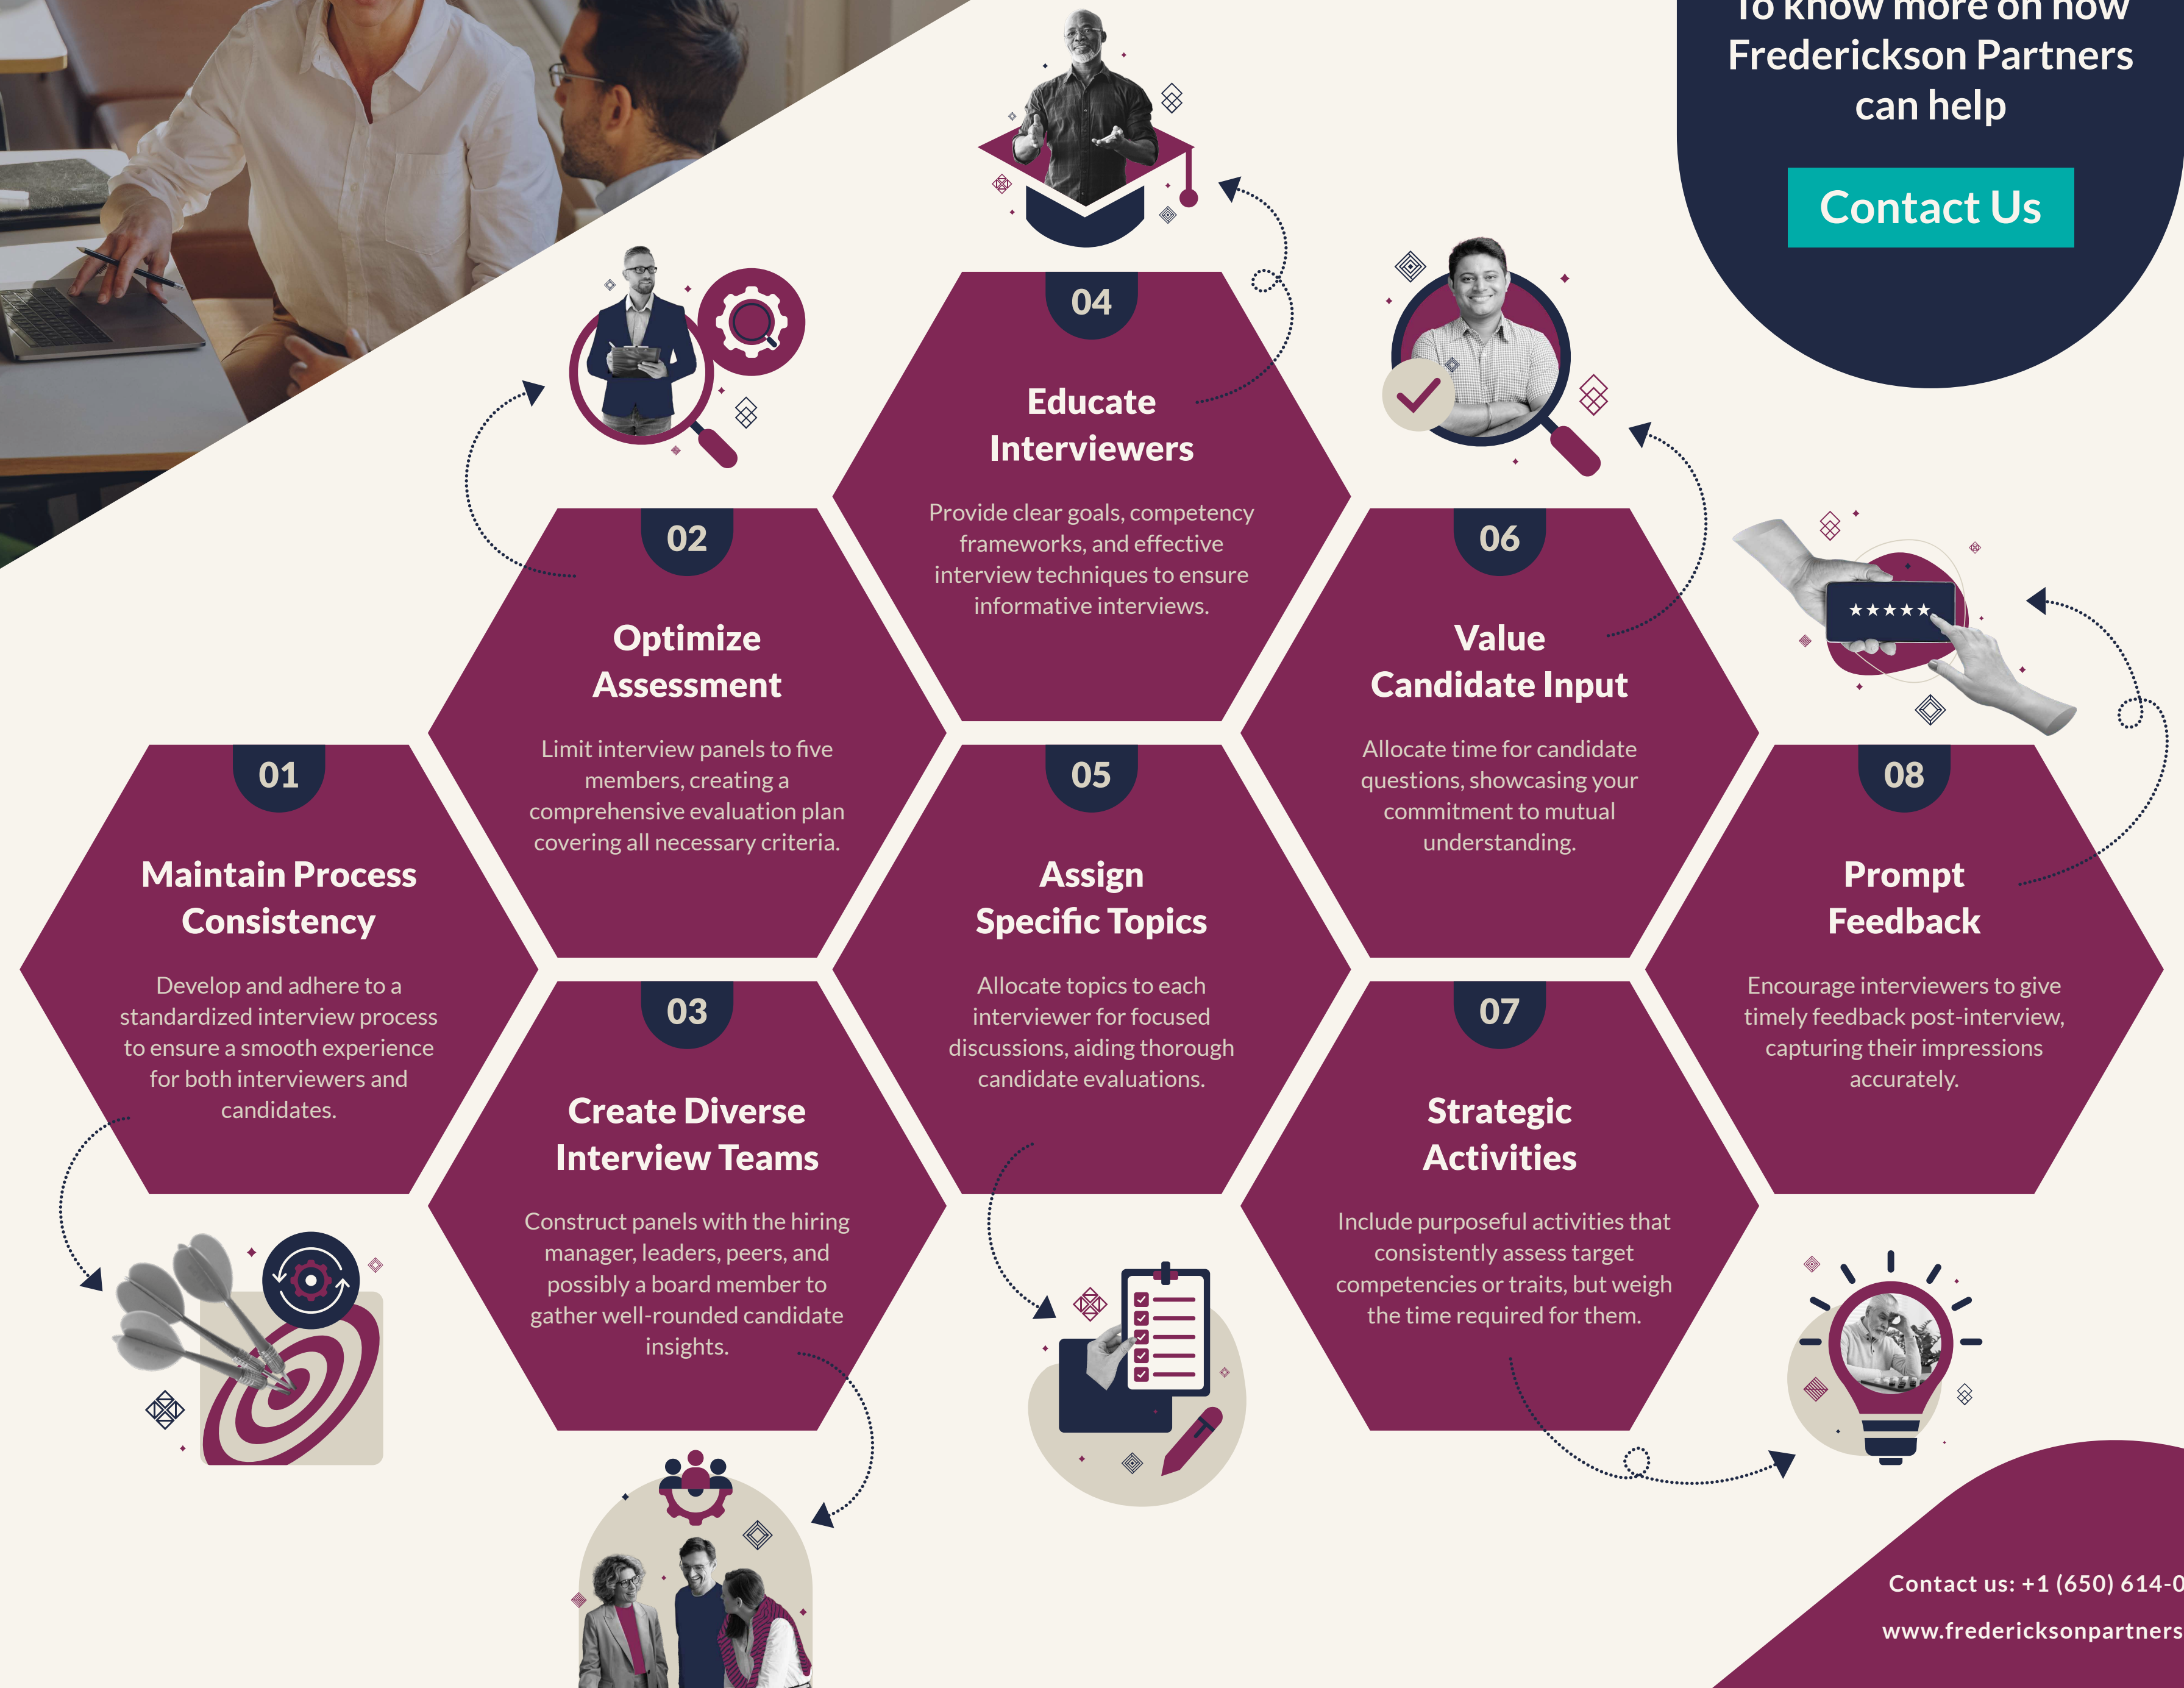 To know more on how
Frederickson Partners
can help
Contact Us
01
Maintain Process
Consistency
Develop and adhere to a
standardized interview process
to ensure a smooth experience
for both interviewers and
candidates.
02
Optimize
Assessment
Limit interview panels to five
members, creating a
comprehensive evaluation plan
covering all necessary criteria.
03
Create Diverse
Interview Teams
Construct panels with the hiring
manager, leaders, peers, and
possibly a board member to
gather well-rounded candidate
insights.
04
Educate
Interviewers
Provide clear goals, competency
frameworks, and effective
interview techniques to ensure
informative interviews.
05
Assign
Specific Topics
Allocate topics to each
interviewer for focused
discussions, aiding thorough
candidate evaluations.
06
Value
Candidate Input
Allocate time for candidate
questions, showcasing your
commitment to mutual
understanding.
07
Strategic
Activities
Include purposeful activities that
consistently assess target
competencies or traits, but weigh
the time required for them.
08
Prompt
Feedback
Encourage interviewers to give
timely feedback post-interview,
capturing their impressions
accurately.
Contact us: +1 (650) 614-0
www.fredericksonpartners